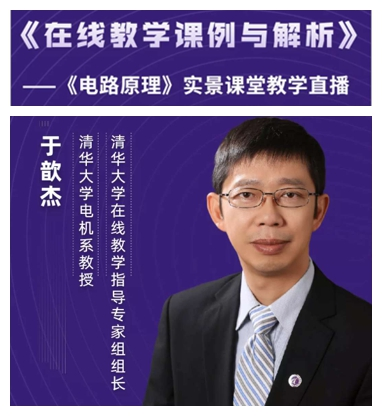 《在线教学课例与解析》
——《电路原理》实景课堂教学直播
于歆杰
清华大学电机系教授
清华大学在线教学指导专家组组长